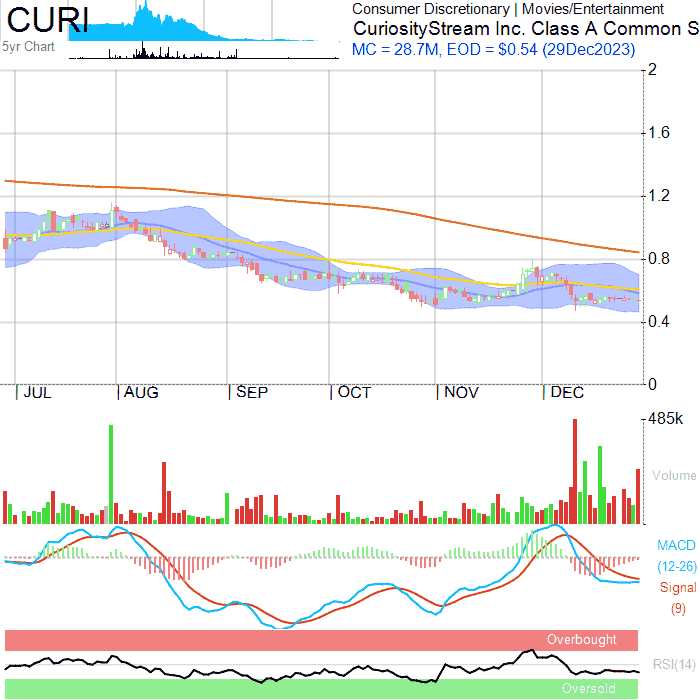 CURI
5yr Chart
Consumer Discretionary | Movies/Entertainment
CuriosityStream Inc. Class A Common S
MC = 28.7M, EOD = $0.54 (29Dec2023)
2
1.6
1.2
0.8
0.4
0
JUL AUG SEP OCT NOV DEC
485k
Volume
MACD
(12-26)
Signal
(9)
Overbought
RSI(14)
Oversold